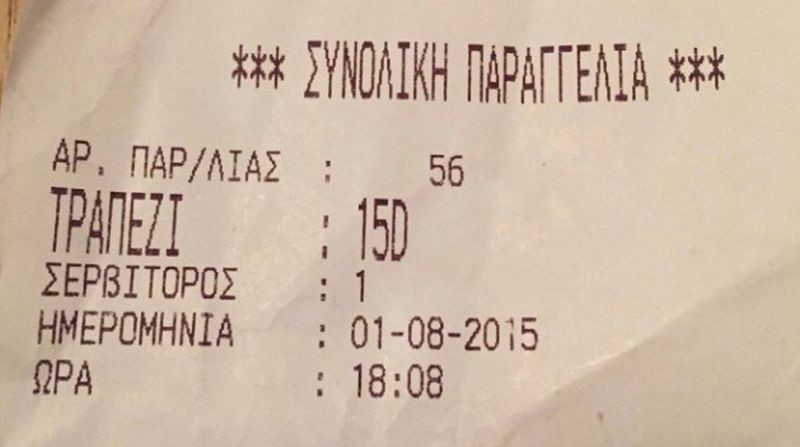 *** ΣΥΝΟΛΙΚΗ ΠΑΡΑΓΓΕΛΙΑ ***
ΑΡ. ΠΑΡ/ΛΙΑΣ : 56
ΤΡΑΠΕΖΙ : 15D
ΣΕΡΒΙΤΟΡΟΣ : 1
ΗΜΕΡΟΜΗΝΙΑ : 01-08-2015
ΩΡΑ : 18:08